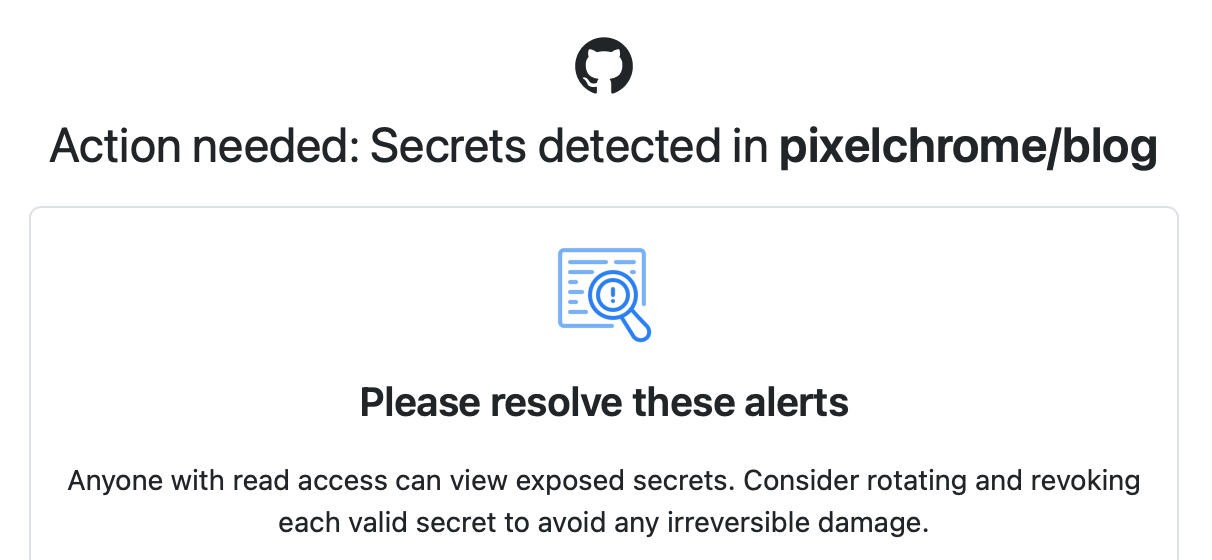 Action needed: Secrets detected in pixelchrome/blog
Please resolve these alerts
Anyone with read access can view exposed secrets. Consider rotating and revoking
each valid secret to avoid any irreversible damage.